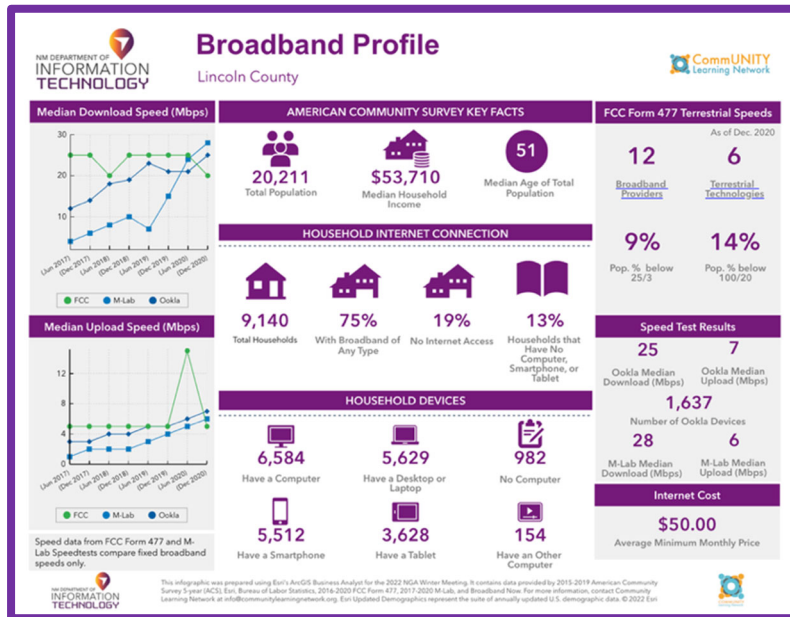 NM DEPARTMENT OF
INFORMATION
TECHNOLOGY
Broadband Profile
Lincoln County
CommUNITY
Learning Network
Median Download Speed (Mbps)
30
20
10
(Jun 2017)
(Dec 2017)
(Jun 2018)
(Dec 2018)
(Jun 2019)
(Dec 2019)
(Jun 2020)
(Dec 2020)
FCC M-Lab Ookla
Median Upload Speed (Mbps)
12
8
4
0
(Jun 2017)
(Dec 2017)
(Jun 2018)
(Dec 2018)
(Jun 2019)
(Dec 2019)
(Jun 2020)
(Dec 2020)
FCC M-Lab Ookla
Speed data from FCC Form 477 and M-
Lab Speedtests compare fixed broadband
speeds only.
AMERICAN COMMUNITY SURVEY KEY FACTS
20,211
Total Population
$53,710
Median Household
Income
51
Median Age of Total
Population
HOUSEHOLD INTERNET CONNECTION
9,140
Total Households
75%
With Broadband of
Any Type
19%
No Internet Access
13%
Households that
Have No
Computer,
Smartphone, or
Tablet
HOUSEHOLD DEVICES
6,584
Have a Computer
5,629
Have a Desktop or
Laptop
982
No Computer
5,512
Have a Smartphone
3,628
Have a Tablet
154
Have an Other
Computer
FCC Form 477 Terrestrial Speeds
As of Dec. 2020
12
Broadband
Providers
6
Terrestrial
Technologies
9%
Pop. % below
25/3
14%
Pop. % below
100/20
Speed Test Results
25
Ookla Median
Download (Mbps)
7
Ookla Median
Upload (Mbps)
1,637
Number of Ookla Devices
28
M-Lab Median
Download (Mbps)
6
M-Lab Median
Upload (Mbps)
Internet Cost
$50.00
Average Minimum Monthly Price
NM DEPARTMENT OF
INFORMATION
TECHNOLOGY
This infographic was prepared using Esri's ArcGIS Business Analyst for the 2022 NGA Winter Meeting. It contains data provided by 2015-2019 American Community
Survey 5-year (ACS), Esri, Bureau of Labor Statistics, 2016-2020 FCC Form 477, 2017-2020 M-Lab, and Broadband Now. For more information, contact Community
Learning Network at info@communitylearningnetwork.org. Esri Updated Demographics represent the suite of annually updated U.S. demographic data. © 2022 Esri